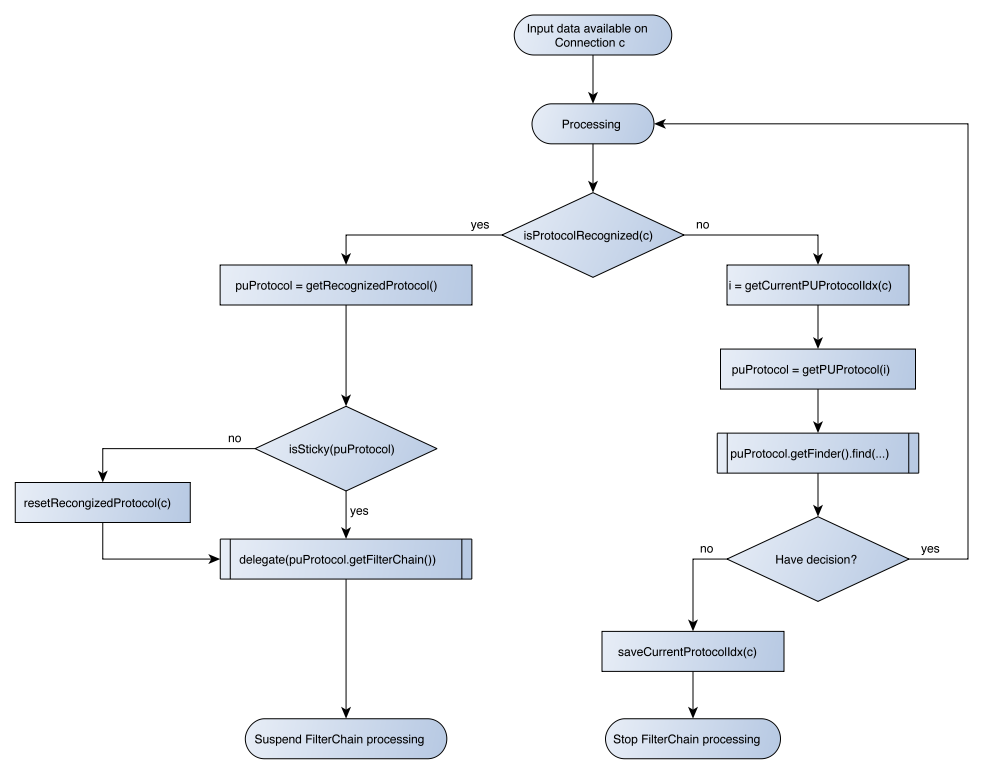 Input data available on
Connection c
Processing
yes
isProtocolRecognized(c)
no
puProtocol = getRecognizedProtocol()
i = getCurrentPUProtocolIdx(c)
puProtocol = getPUProtocol(i)
no
isSticky(puProtocol)
puProtocol.getFinder().find(...)
resetRecongizedProtocol(c)
yes
delegate(puProtocol.getFilterChain())
no
Have decision?
yes
saveCurrentProtocolIdx(c)
Suspend FilterChain processing
Stop FilterChain processing